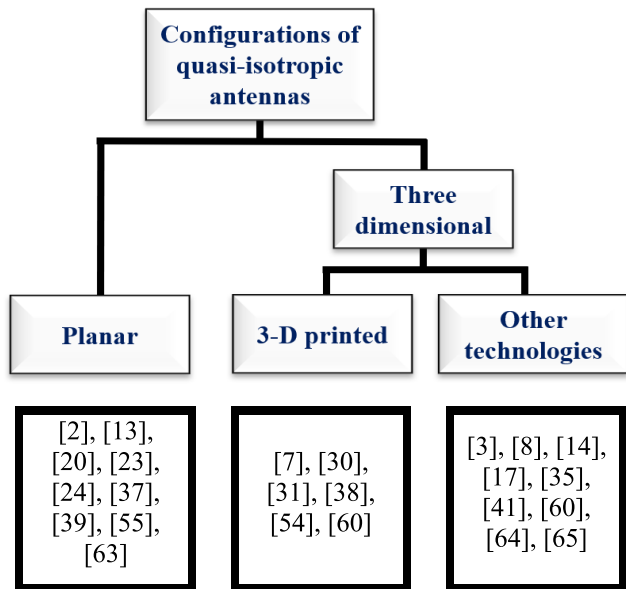 Configurations of
quasi-isotropic
antennas
Three
dimensional
Planar
3-D printed
Other
technologies
[2], [13],
[20], [23],
[24], [37],
[39], [55],
[63]
[7], [30],
[31], [38],
[54], [60]
[3], [8], [14],
[17], [35],
[41], [60],
[64], [65]